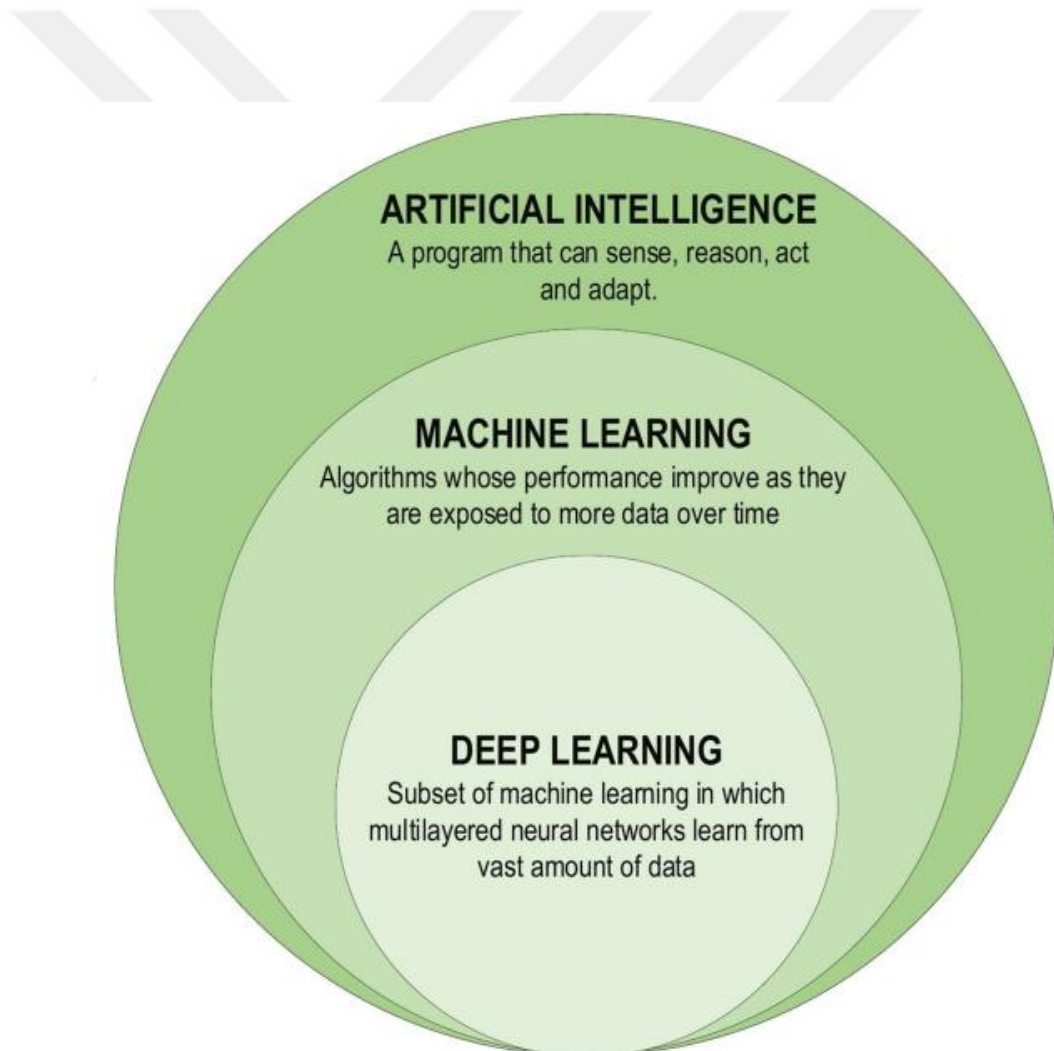 ARTIFICIAL INTELLIGENCE
A program that can sense, reason, act
and adapt.
MACHINE LEARNING
Algorithms whose performance improve as they
are exposed to more data over time
DEEP LEARNING
Subset of machine learning in which
multilayered neural networks learn from
vast amount of data